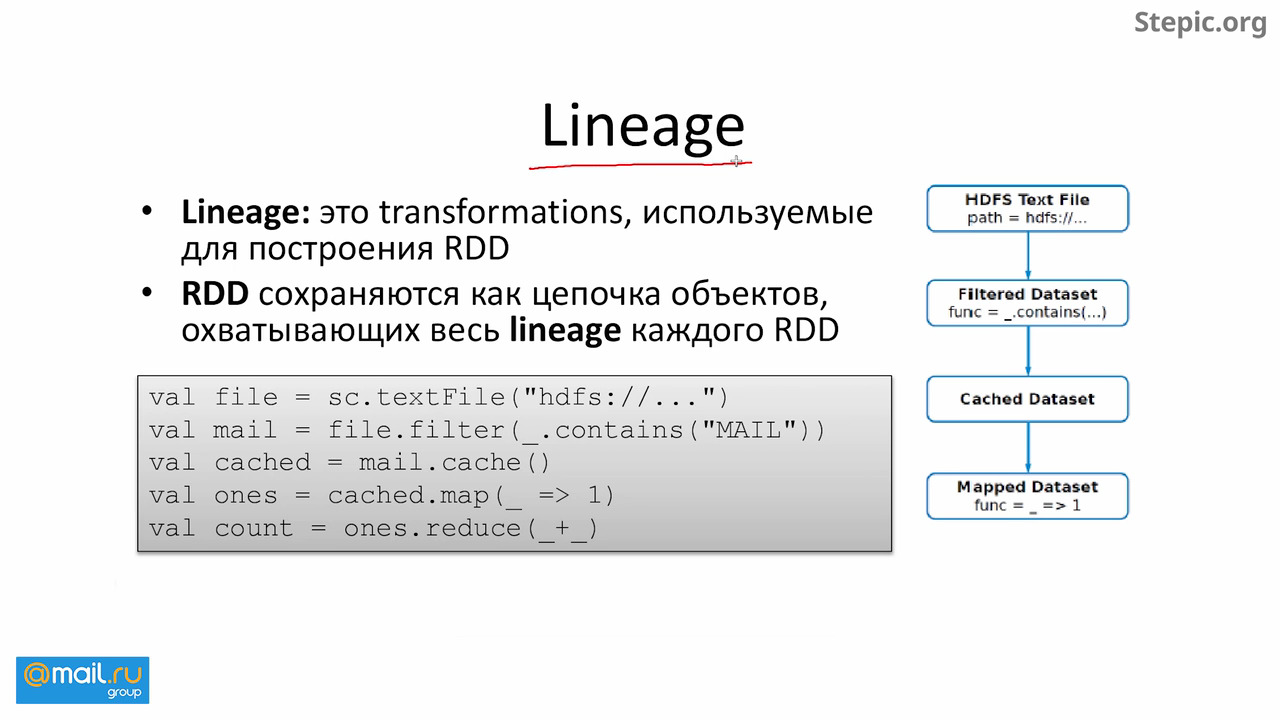 Stepic.org
Lineage
• Lineage: это transformations, используемые
для построения RDD
• RDD сохраняются как цепочка объектов,
охватывающих весь lineage каждого RDD
val file = sc.textFile("hdfs://...")
val mail = file.filter(_.contains("MAIL"))
val cached = mail.cache()
val ones = cached.map(_ => 1)
val count = ones.reduce(_+_)
HDFS Text File
path = hdfs://...
Filtered Dataset
func = _.contains(...)
Cached Dataset
Mapped Dataset
func = _ => 1
@mail.ru
group